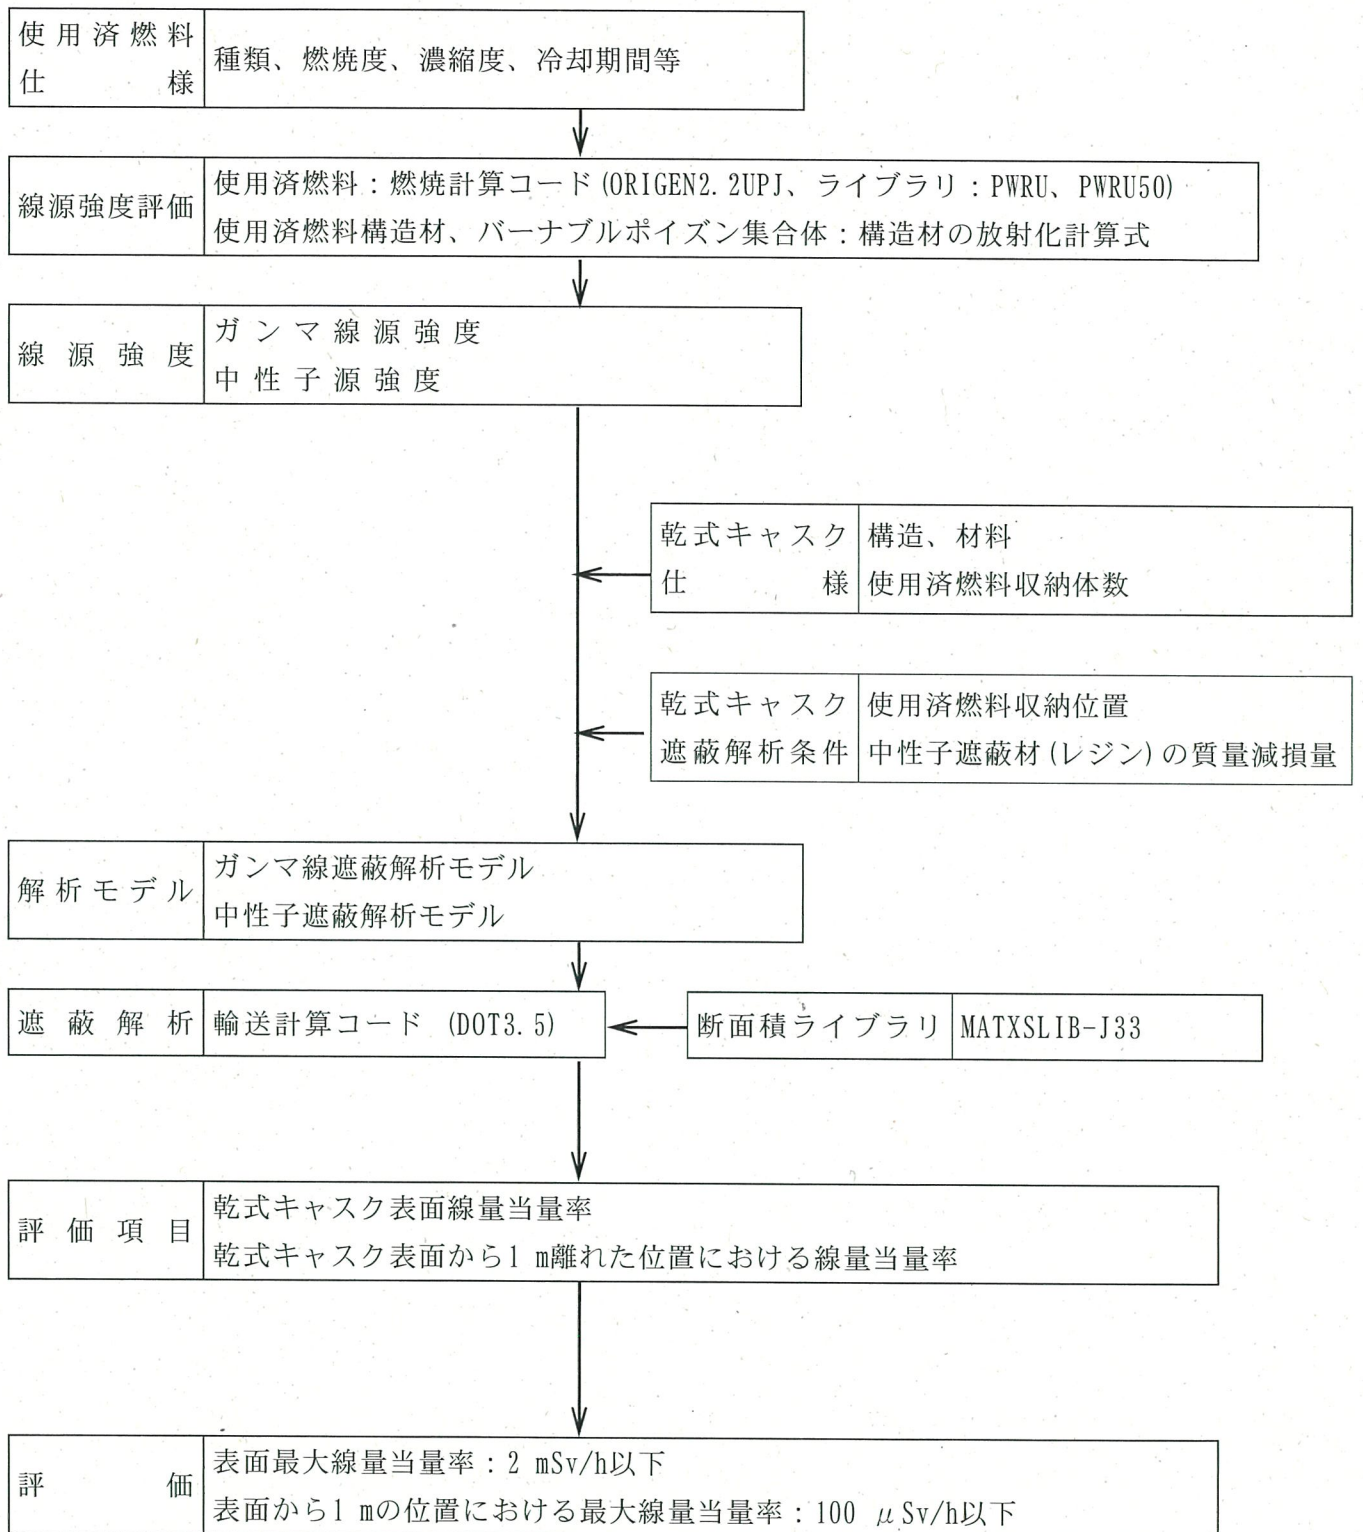 使用済燃料
仕様
種類、燃焼度、濃縮度、冷却期間等
線源強度評価
使用済燃料：燃焼計算コード(ORIGEN2.2UPJ、ライブラリ：PWRU、PWRU50)
使用済燃料構造材、バーナブルポイズン集合体：構造材の放射化計算式
線源強度
ガンマ線源強度
中性子源強度
乾式キャスク
仕様
構造、材料
使用済燃料収納体数
乾式キャスク
遮蔽解析条件
使用済燃料収納位置
中性子遮蔽材(レジン)の質量減損量
解析モデル
ガンマ線遮蔽解析モデル
中性子遮蔽解析モデル
遮蔽解析
輸送計算コード (DOT3.5)
断面積ライブラリ
MATXSLIB-J33
評価項目
乾式キャスク表面線量当量率
乾式キャスク表面から1 m離れた位置における線量当量率
評価
表面最大線量当量率：2 mSv/h以下
表面から1 mの位置における最大線量当量率：100 μSv/h以下